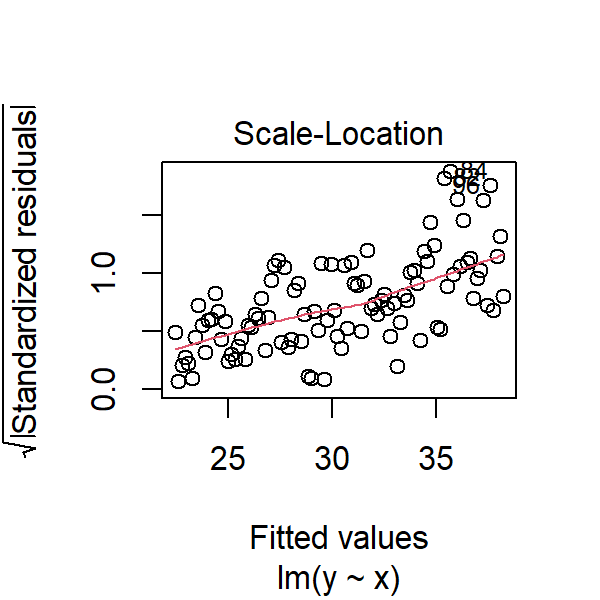 Scale-Location
√|Standardized residuals|
84
96
1.0
0.0
25 30 35
Fitted values
lm(y ~ x)